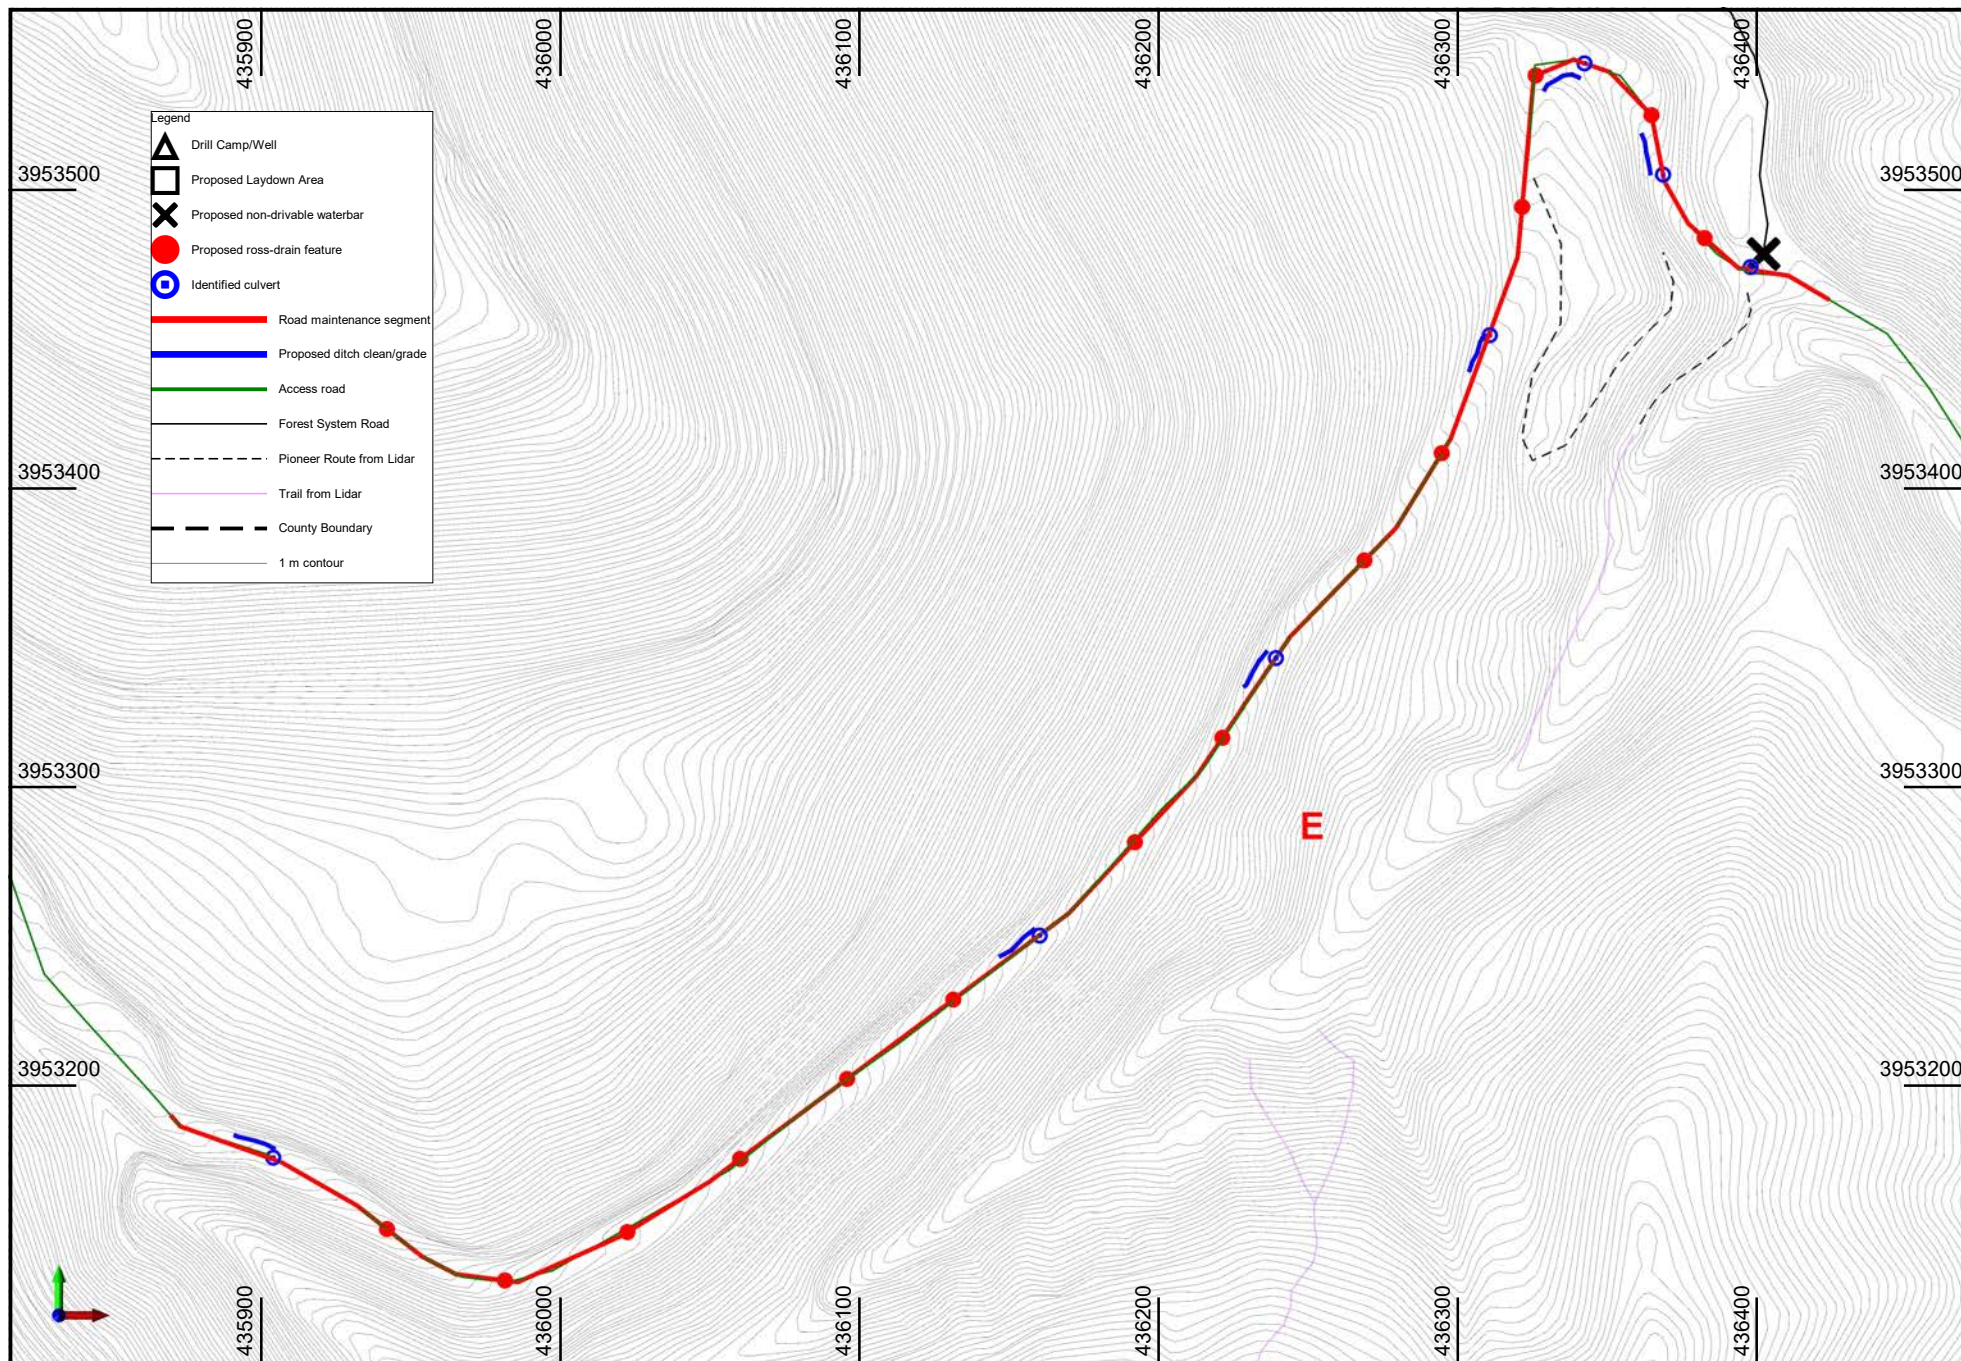 435900
436000
436100
436200
436300
436400
Legend
Drill Camp/Well
Proposed Laydown Area
Proposed non-drivable waterbar
Proposed ross-drain feature
Identified culvert
Road maintenance segment
Proposed ditch clean/grade
Access road
Forest System Road
Pioneer Route from Lidar
Trail from Lidar
County Boundary
1 m contour
3953500
3953500
3953400
3953400
3953300
3953300
E
3953200
3953200
435900
436000
436100
436200
436300
436400